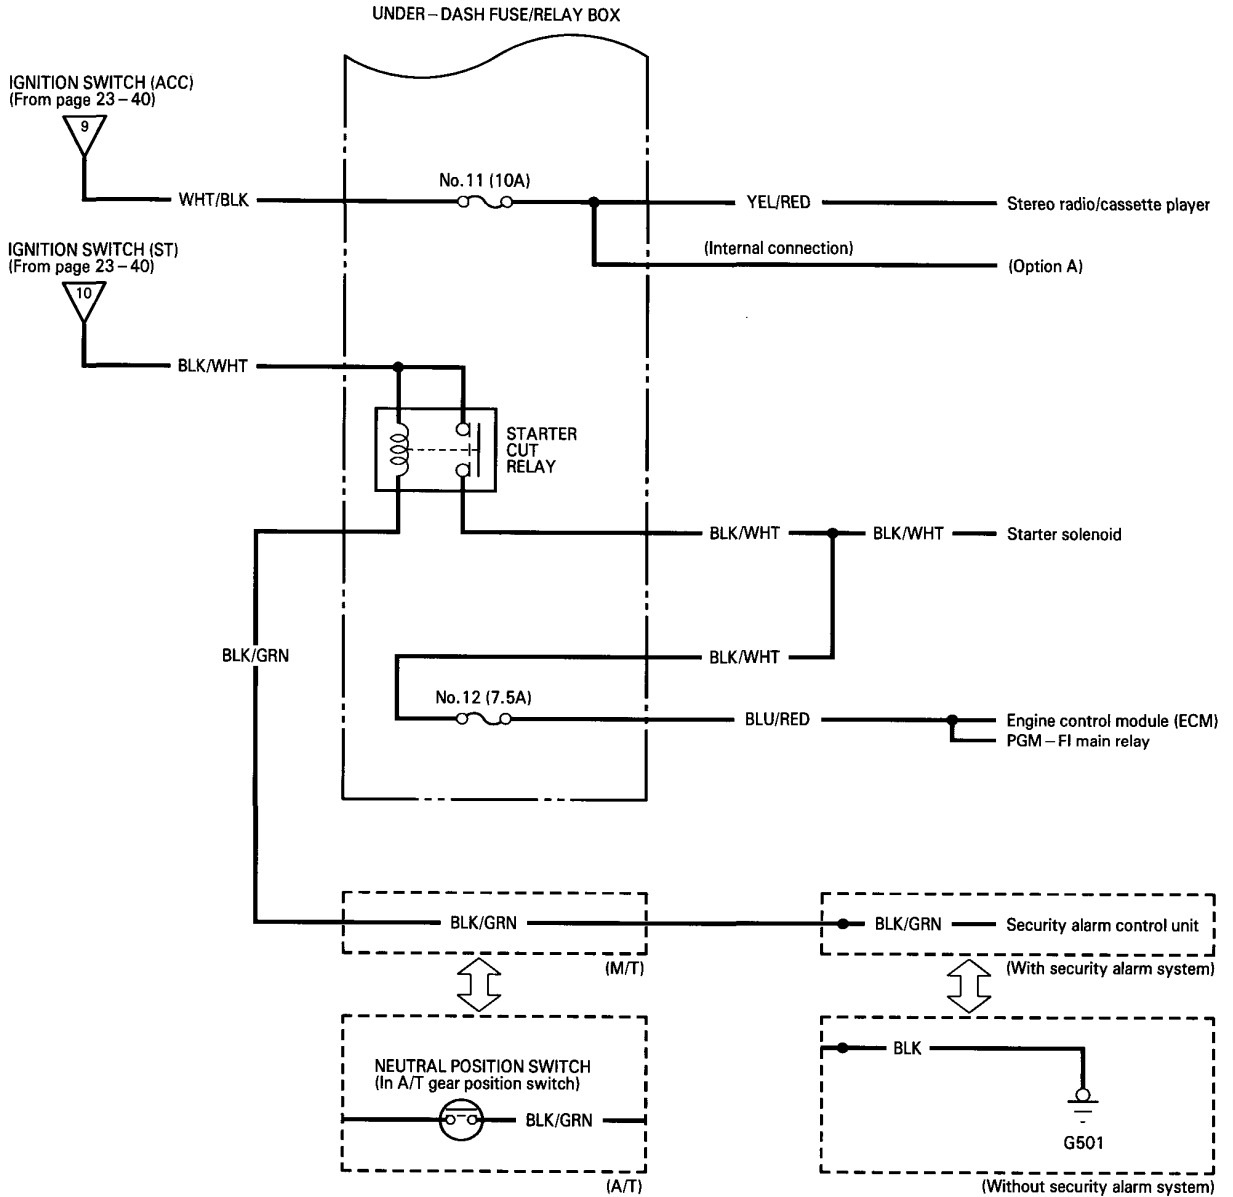 UNDER–DASH FUSE/RELAY BOX
IGNITION SWITCH (ACC)
(From page 23–40)
9
No.11 (10A)
WHT/BLK
YEL/RED
Stereo radio/cassette player
IGNITION SWITCH (ST)
(From page 23–40)
(Internal connection)
(Option A)
10
BLK/WHT
STARTER
CUT
RELAY
BLK/WHT
BLK/WHT
Starter solenoid
BLK/GRN
BLK/WHT
No.12 (7.5A)
BLU/RED
Engine control module (ECM)
PGM–FI main relay
BLK/GRN
BLK/GRN
Security alarm control unit
(M/T)
(With security alarm system)
NEUTRAL POSITION SWITCH
(In A/T gear position switch)
BLK/GRN
BLK
G501
(A/T)
(Without security alarm system)